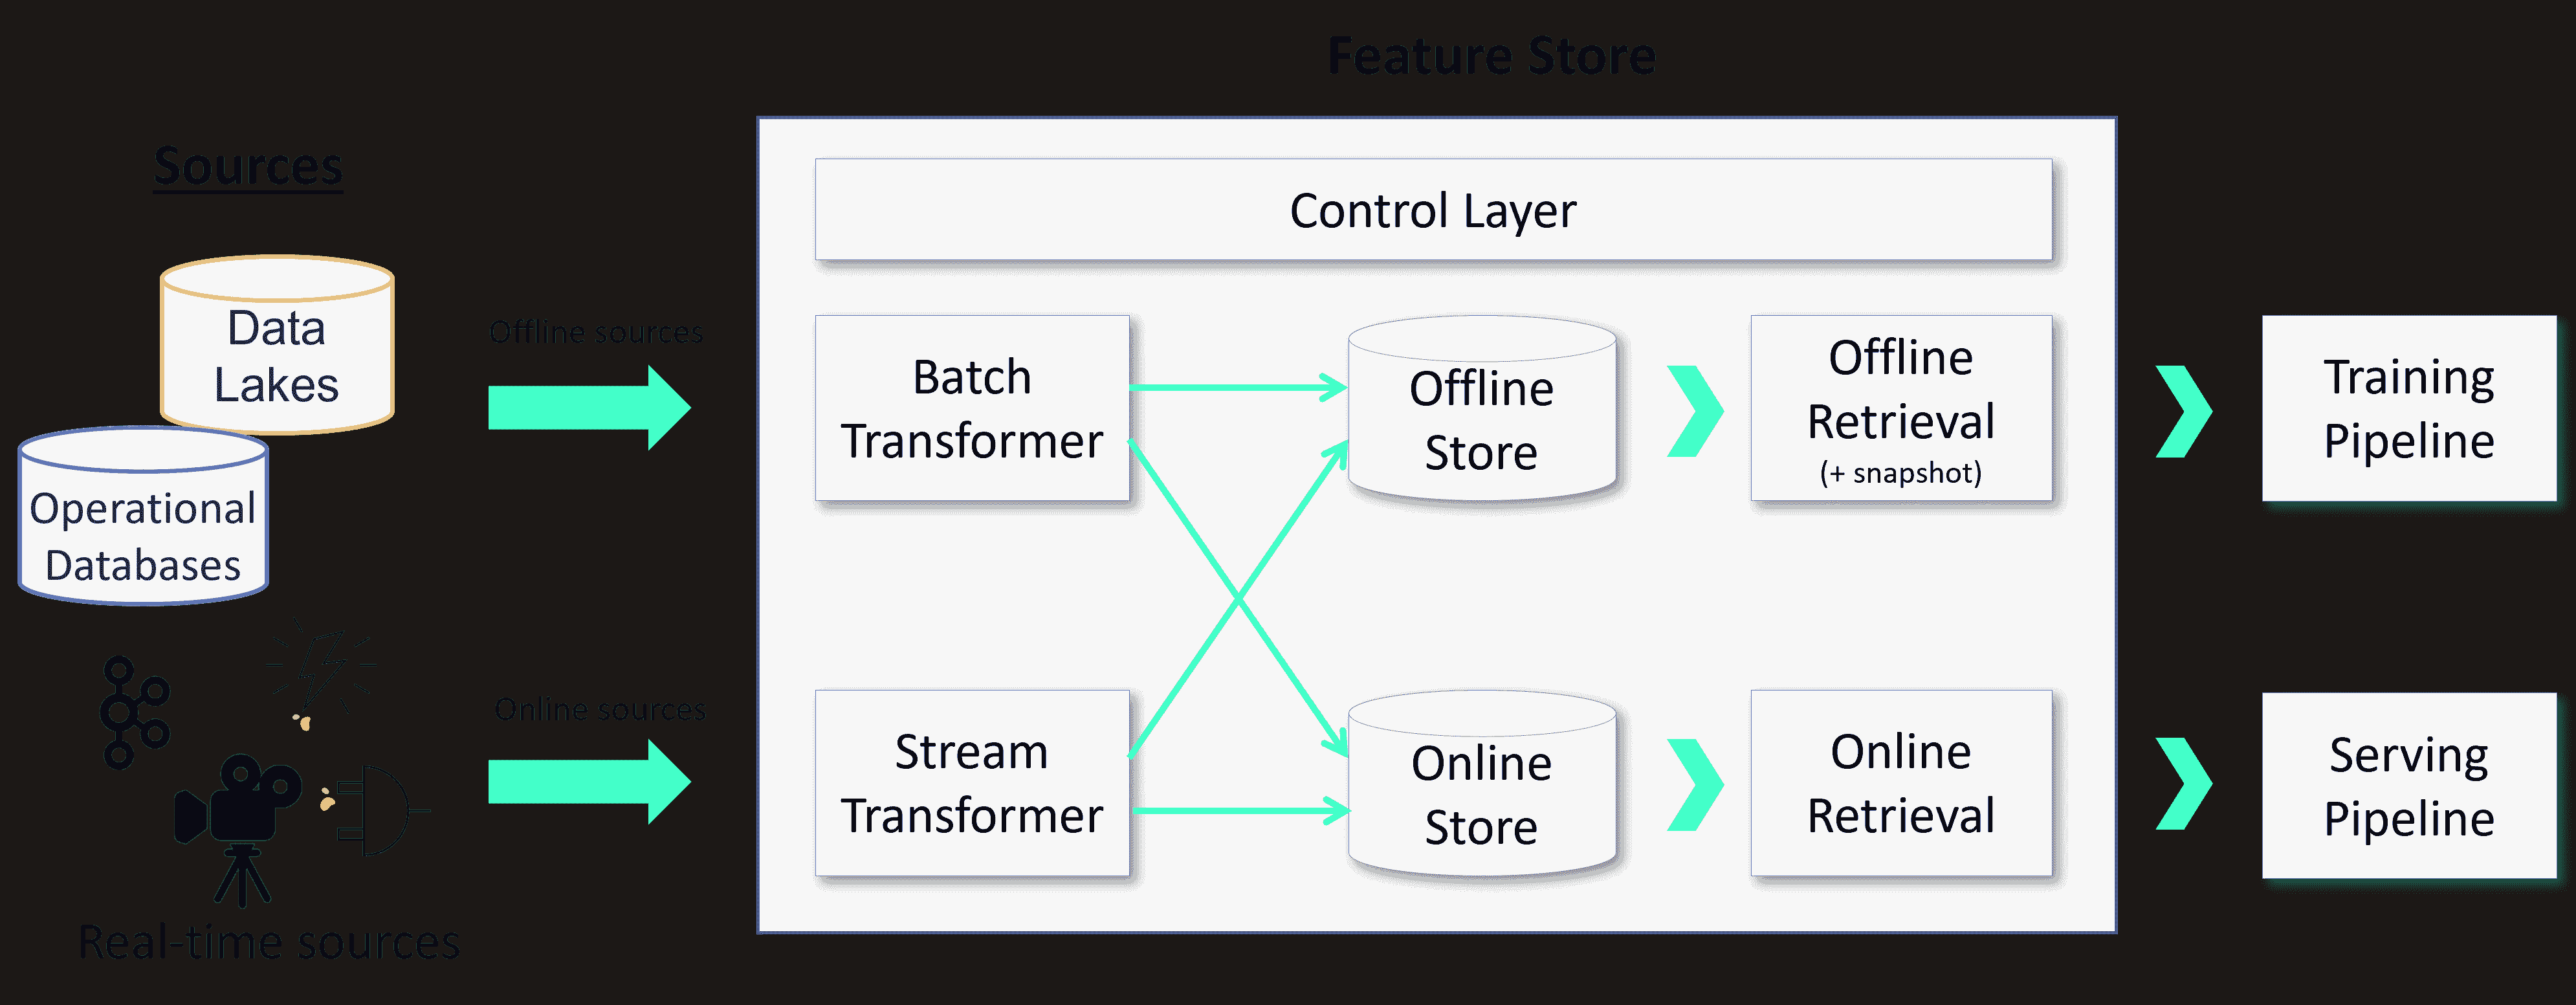 Feature Store
Sources
Data
Lakes
Operational
Databases
Real-time sources
Offline sources
Online sources
Control Layer
Batch
Transformer
Offline
Store
Offline
Retrieval
(+ snapshot)
Training
Pipeline
Stream
Transformer
Online
Store
Online
Retrieval
Serving
Pipeline